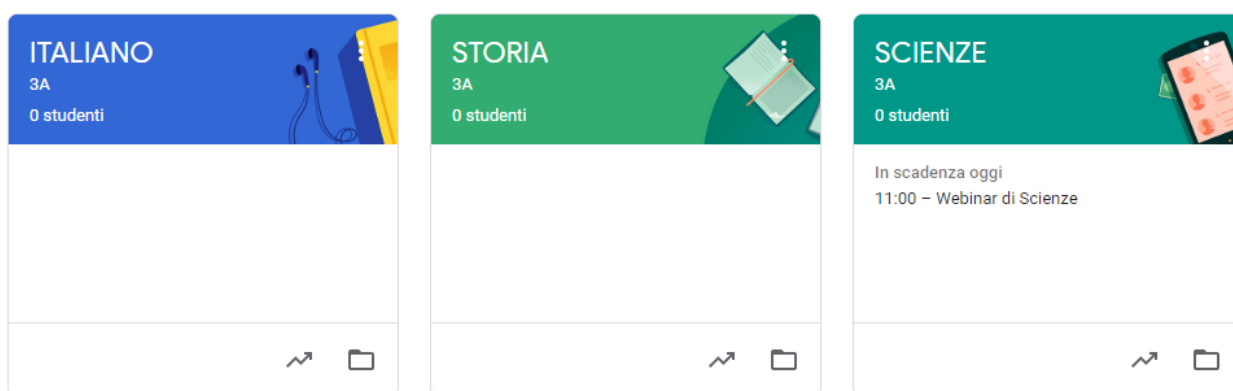 ITALIANO
3A
0 studenti
STORIA
3A
0 studenti
SCIENZE
3A
0 studenti
In scadenza oggi
11:00 – Webinar di Scienze